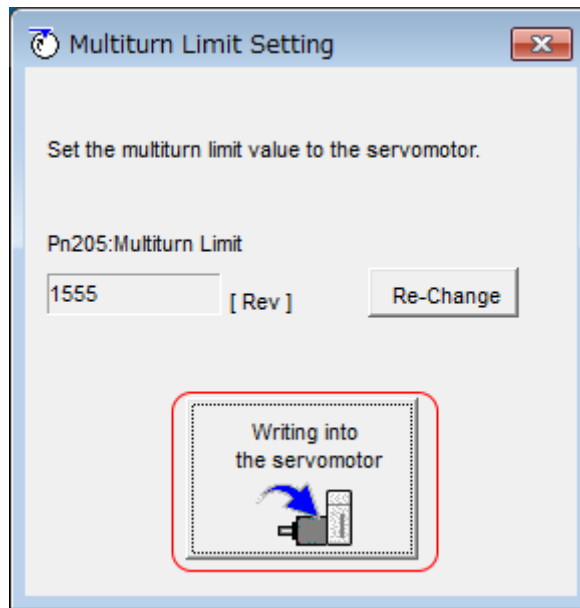 Multiturn Limit Setting
Set the multiturn limit value to the servomotor.
Pn205:Multiturn Limit
1555 [ Rev ] Re-Change
Writing into
the servomotor